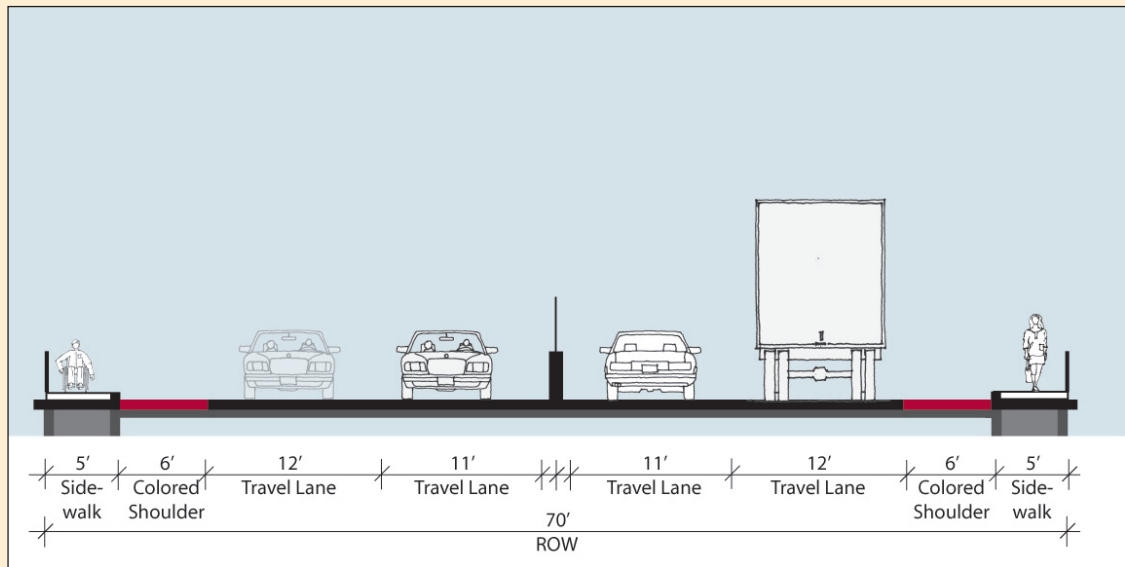 5’ 6’ 12’ 11’ 11’ 12’ 6’ 5’
Side- Colored Travel Lane Travel Lane Travel Lane Travel Lane Colored Side-
walk Shoulder Shoulder walk
70’
ROW